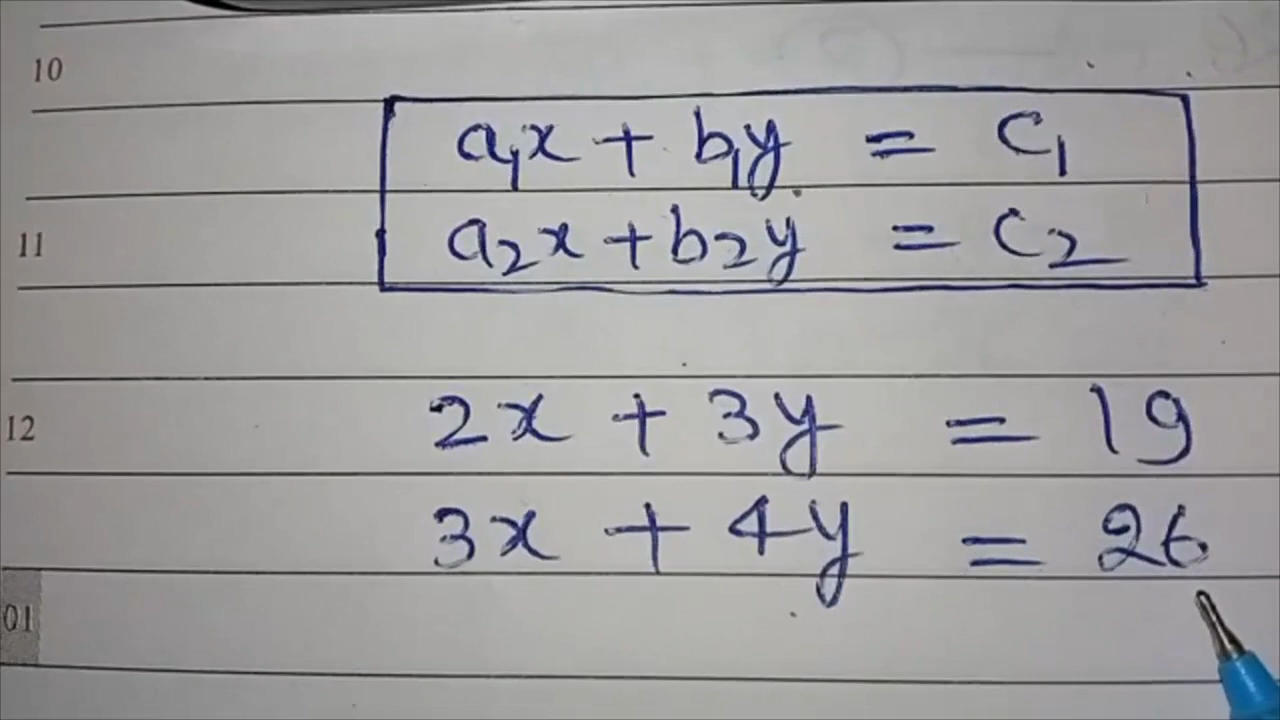 10
a₁x + b₁y = c₁
11
a₂x + b₂y = c₂
12
2x + 3y = 19
3x + 4y = 26
01